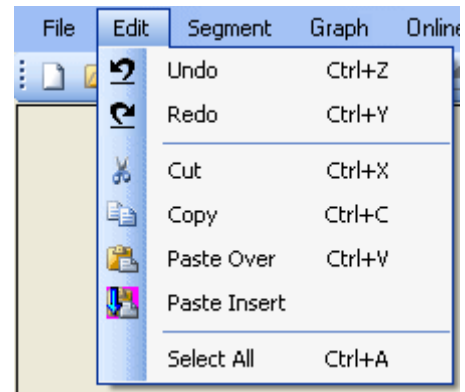 File Edit Segment Graph Online
Undo Ctrl+Z
Redo Ctrl+Y
Cut Ctrl+X
Copy Ctrl+C
Paste Over Ctrl+V
Paste Insert
Select All Ctrl+A